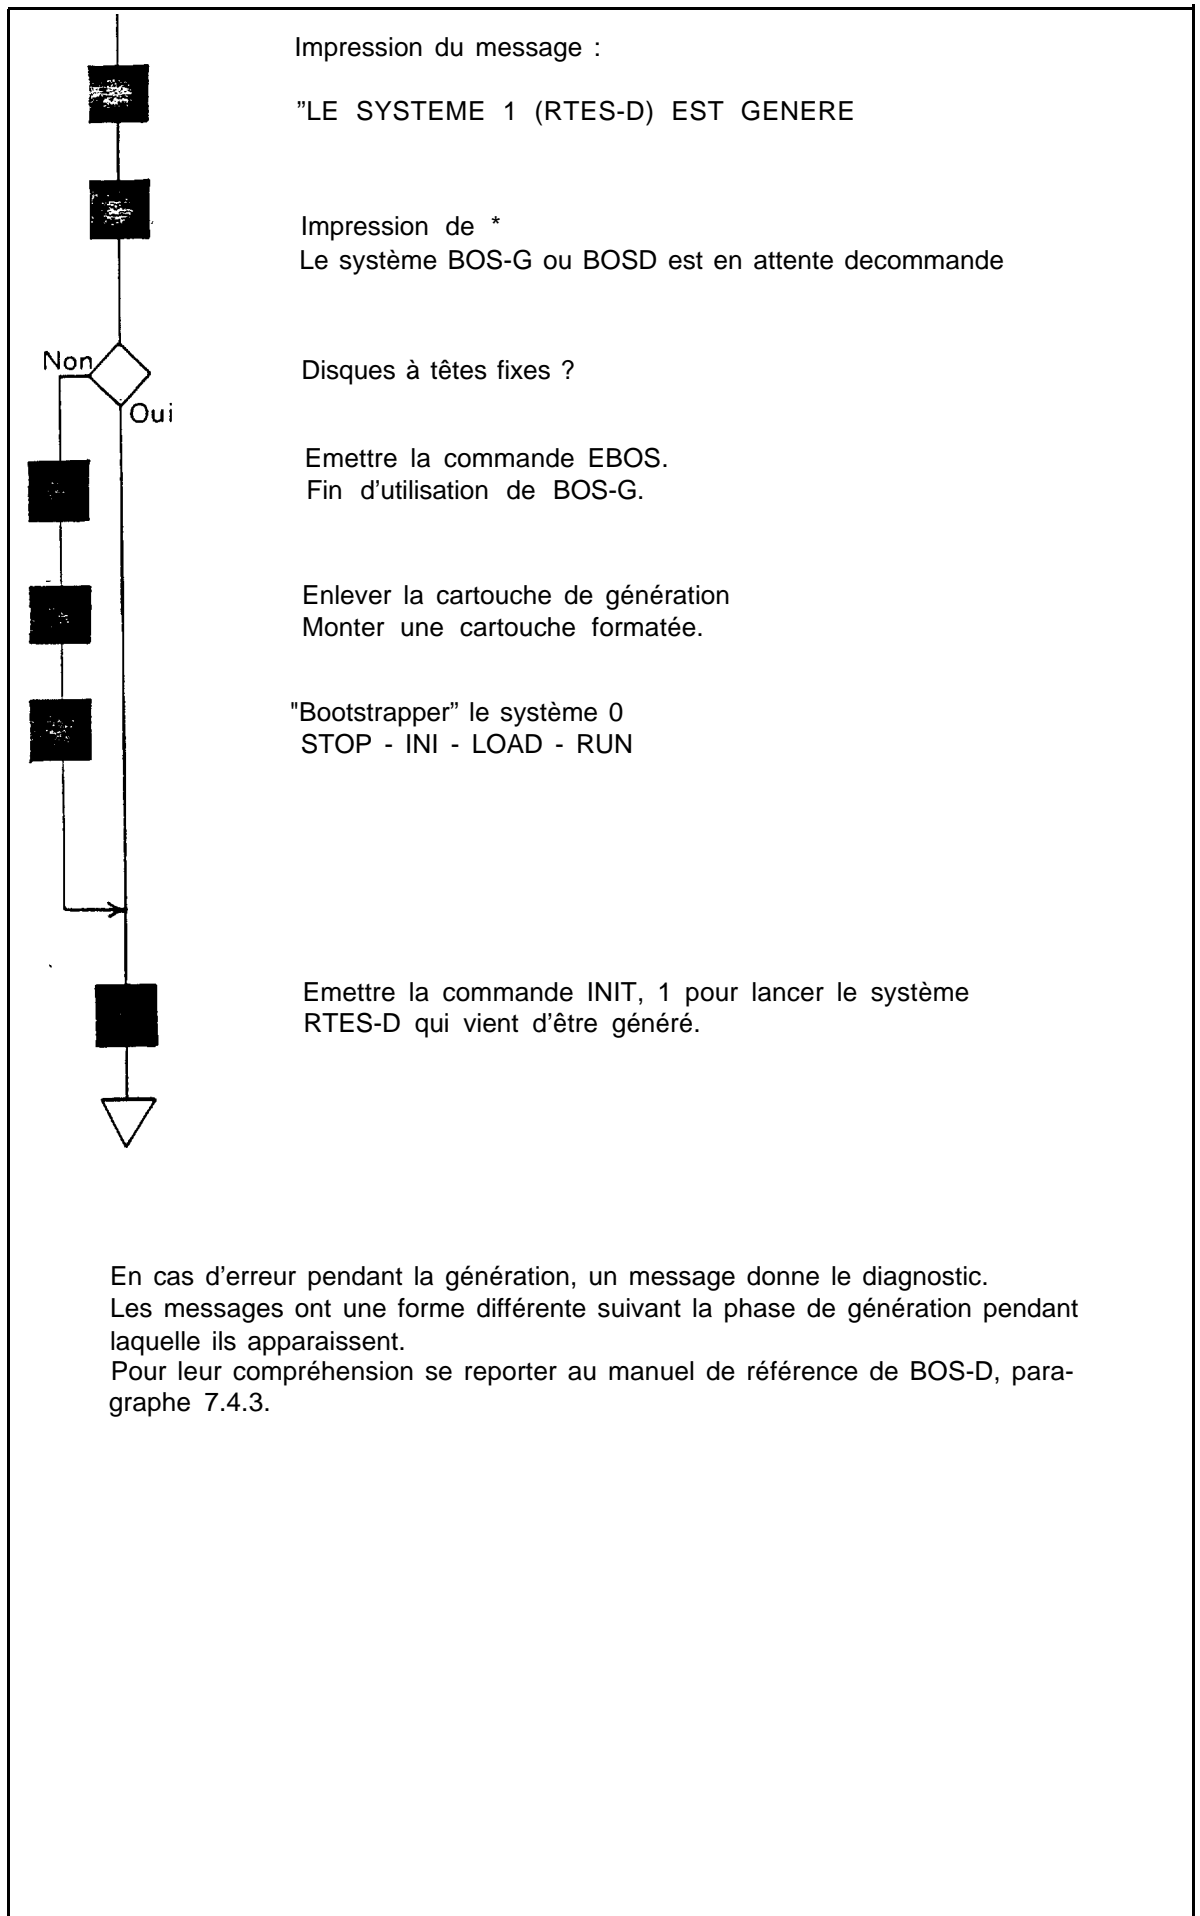 Impression du message :
"LE SYSTEME 1 (RTES-D) EST GENERE
Impression de *
Le système BOS-G ou BOSD est en attente decommande
Non
Disques à têtes fixes ?
Oui
Emettre la commande EBOS.
Fin d'utilisation de BOS-G.
Enlever la cartouche de génération
Monter une cartouche formatée.
"Bootstrapper" le système 0
STOP - INI - LOAD - RUN
Emettre la commande INIT, 1 pour lancer le système
RTES-D qui vient d'être généré.
En cas d'erreur pendant la génération, un message donne le diagnostic.
Les messages ont une forme différente suivant la phase de génération pendant
laquelle ils apparaissent.
Pour leur compréhension se reporter au manuel de référence de BOS-D, para-
graphe 7.4.3.